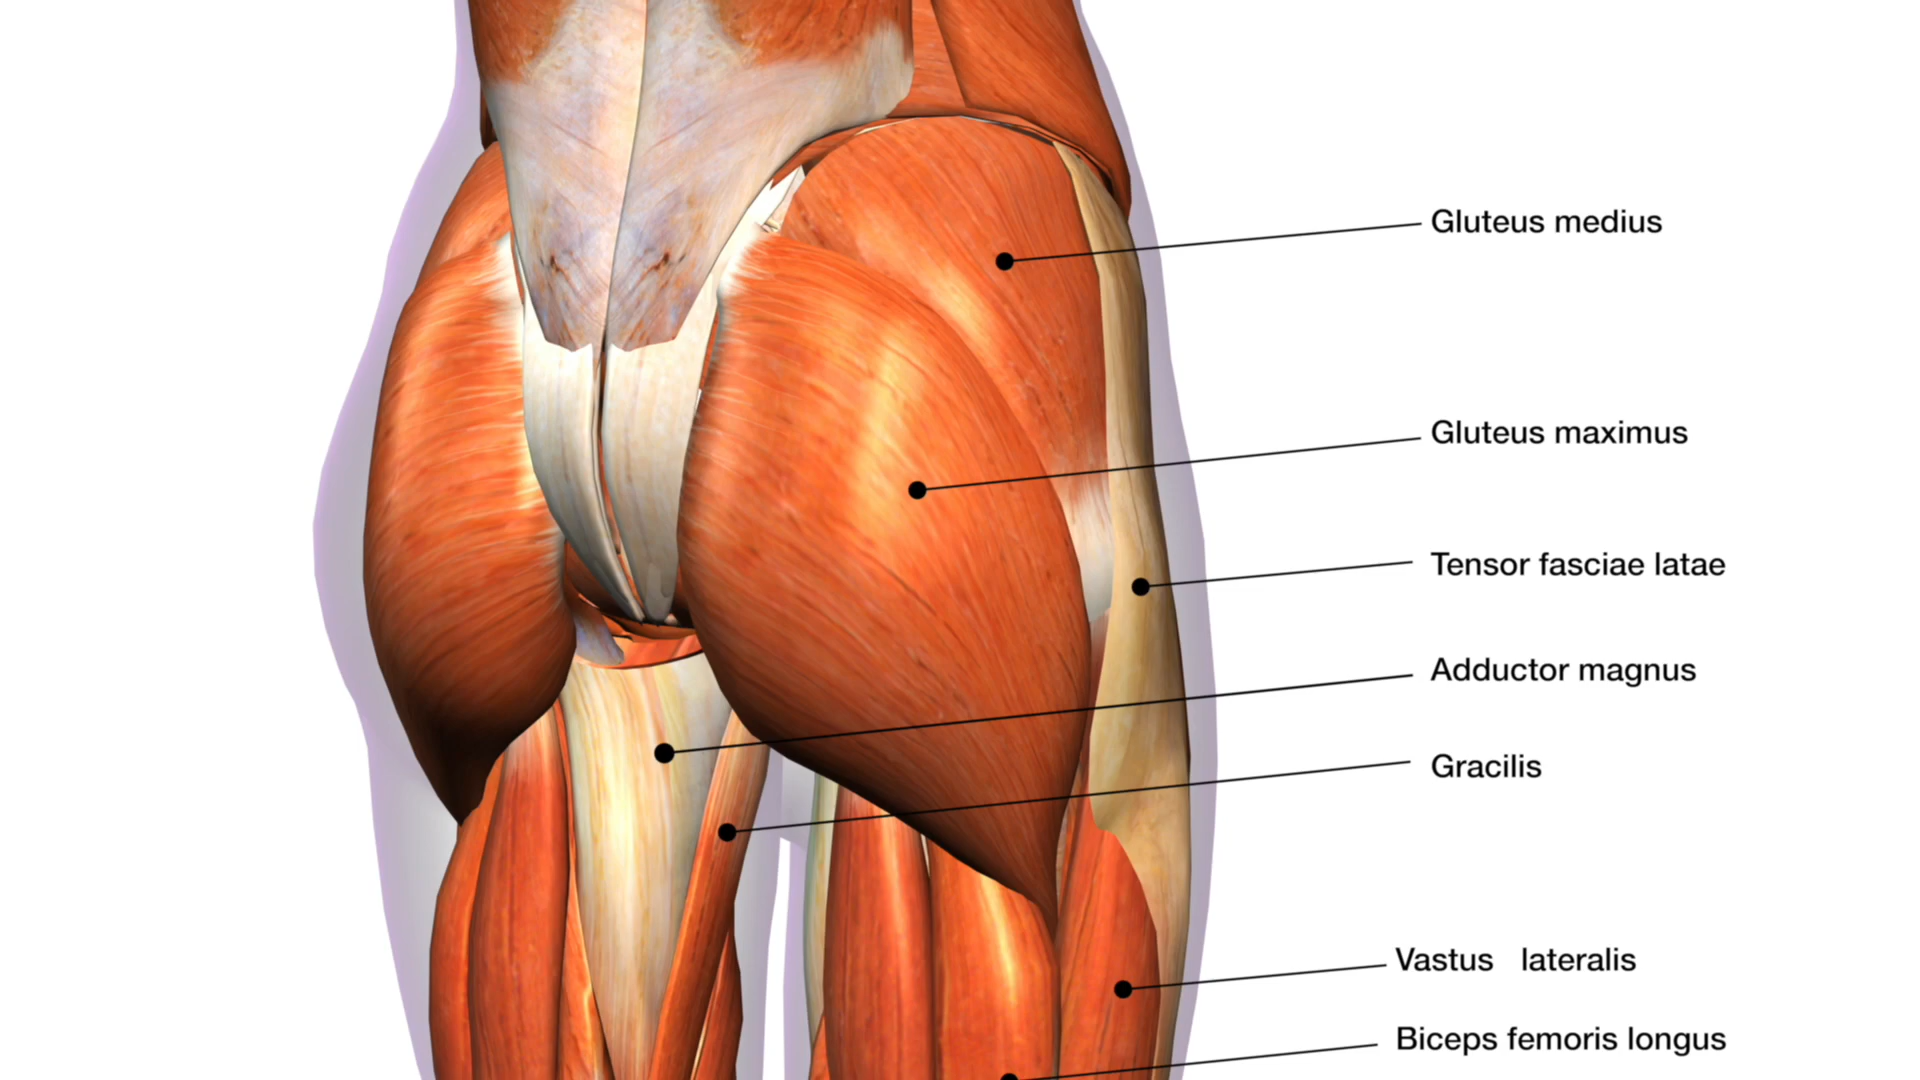 Gluteus medius
Gluteus maximus
Tensor fasciae latae
Adductor magnus
Gracilis
Vastus lateralis
Biceps femoris longus